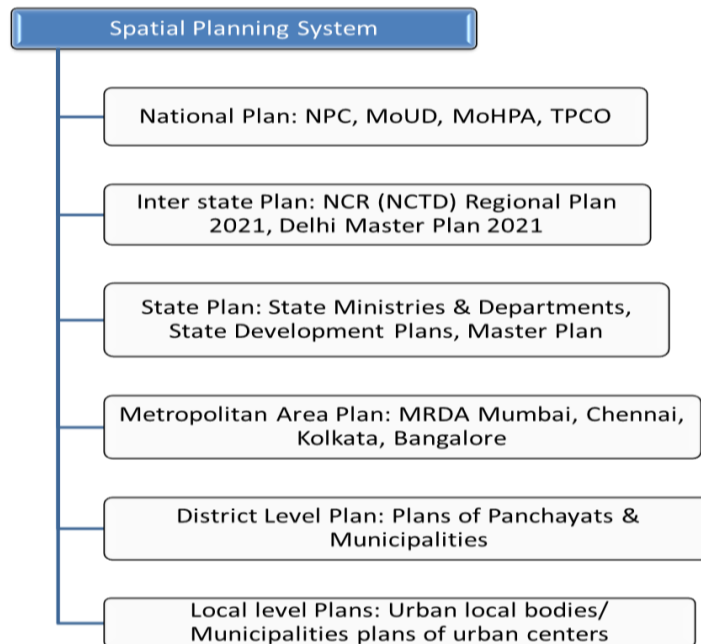 Spatial Planning System
National Plan: NPC, MoUD, MoHPA, TPCO
Inter state Plan: NCR (NCTD) Regional Plan
2021, Delhi Master Plan 2021
State Plan: State Ministries & Departments,
State Development Plans, Master Plan
Metropolitan Area Plan: MRDA Mumbai, Chennai,
Kolkata, Bangalore
District Level Plan: Plans of Panchayats &
Municipalities
Local level Plans: Urban local bodies/
Municipalities plans of urban centers